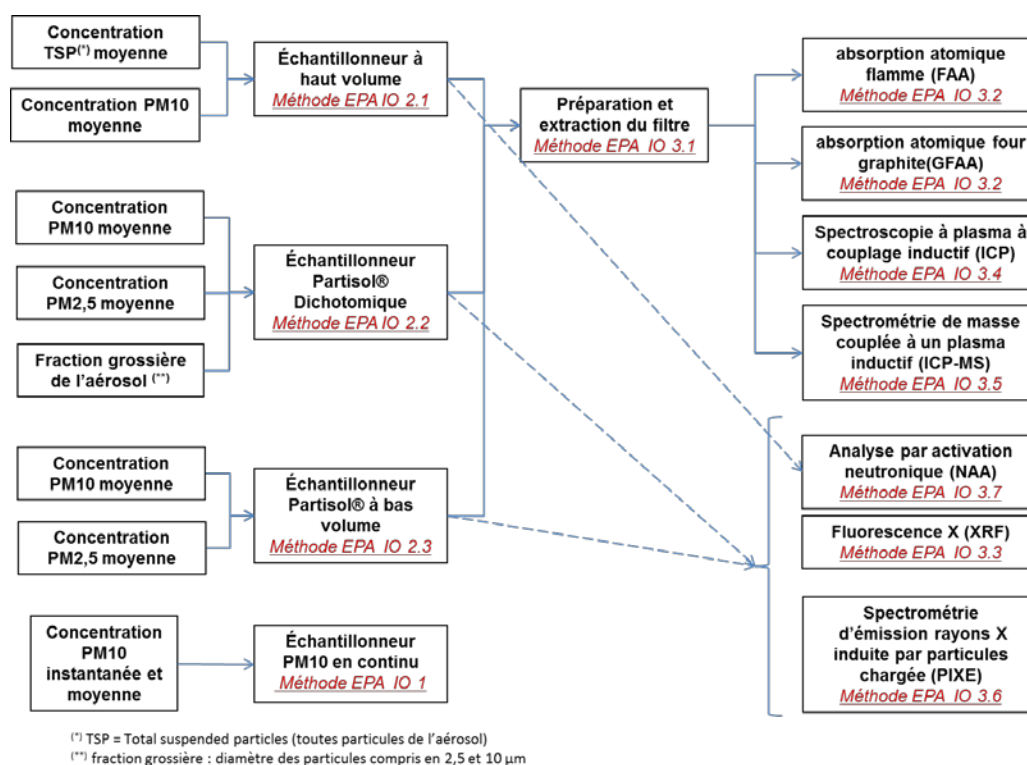 Concentration
TSP(*) moyenne
Concentration PM10
moyenne
Échantillonneur à
haut volume
Méthode EPA IO 2.1
Concentration
PM10 moyenne
Concentration
PM2,5 moyenne
Fraction grossière
de l'aérosol (**)
Échantillonneur
Partisol®
Dichotomique
Méthode EPA IO 2.2
Concentration
PM10 moyenne
Concentration
PM2,5 moyenne
Échantillonneur
Partisol® à bas
volume
Méthode EPA IO 2.3
Concentration
PM10
instantanée et
moyenne
Échantillonneur
PM10 en continu
Méthode EPA IO 1
Préparation et
extraction du filtre
Méthode EPA IO 3.1
absorption atomique
flamme (FAA)
Méthode EPA IO 3.2
absorption atomique four
graphite(GFAA)
Méthode EPA IO 3.2
Spectroscopie à plasma à
couplage inductif (ICP)
Méthode EPA IO 3.4
Spectrométrie de masse
couplée à un plasma
inductif (ICP-MS)
Méthode EPA IO 3.5
Analyse par activation
neutronique (NAA)
Méthode EPA IO 3.7
Fluorescence X (XRF)
Méthode EPA IO 3.3
Spectrométrie
d'émission rayons X
induite par particules
chargée (PIXE)
Méthode EPA IO 3.6
(*) TSP = Total suspended particles (toutes particules de l'aérosol)
(**) fraction grossière : diamètre des particules compris en 2,5 et 10 µm